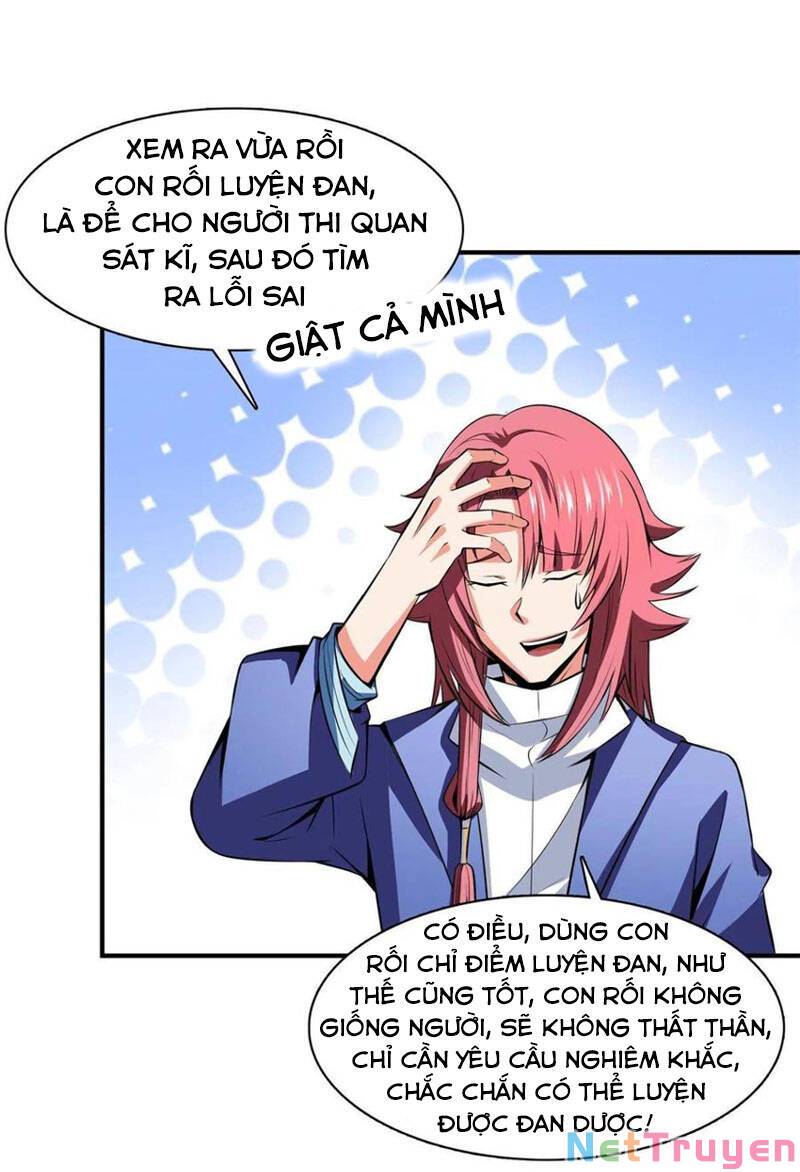 XEM RA VỪA RỒI
CON RỐI LUYỆN ĐAN,
LÀ ĐỂ CHO NGƯỜI THI QUAN
SÁT KĨ, SAU ĐÓ TÌM
RA LỖI SAI
GIẬT CẢ MÌNH
CÓ ĐIỀU, DÙNG CON
RỐI CHỈ ĐIỂM LUYỆN ĐAN, NHƯ
THẾ CŨNG TỐT, CON RỐI KHÔNG
GIỐNG NGƯỜI, SẼ KHÔNG THẤT THẦN,
CHỈ CẦN YÊU CẦU NGHIÊM KHẮC,
CHẮC CHẮN CÓ THỂ LUYỆN
ĐƯỢC ĐAN DƯỢC!
NetTruyen